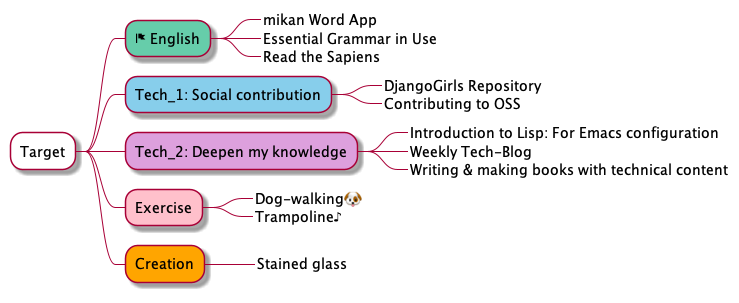 Target
English
mikan Word App
Essential Grammar in Use
Read the Sapiens
Tech_1: Social contribution
DjangoGirls Repository
Contributing to OSS
Tech_2: Deepen my knowledge
Introduction to Lisp: For Emacs configuration
Weekly Tech-Blog
Writing & making books with technical content
Exercise
Dog-walking🐶
Trampoline♪
Creation
Stained glass